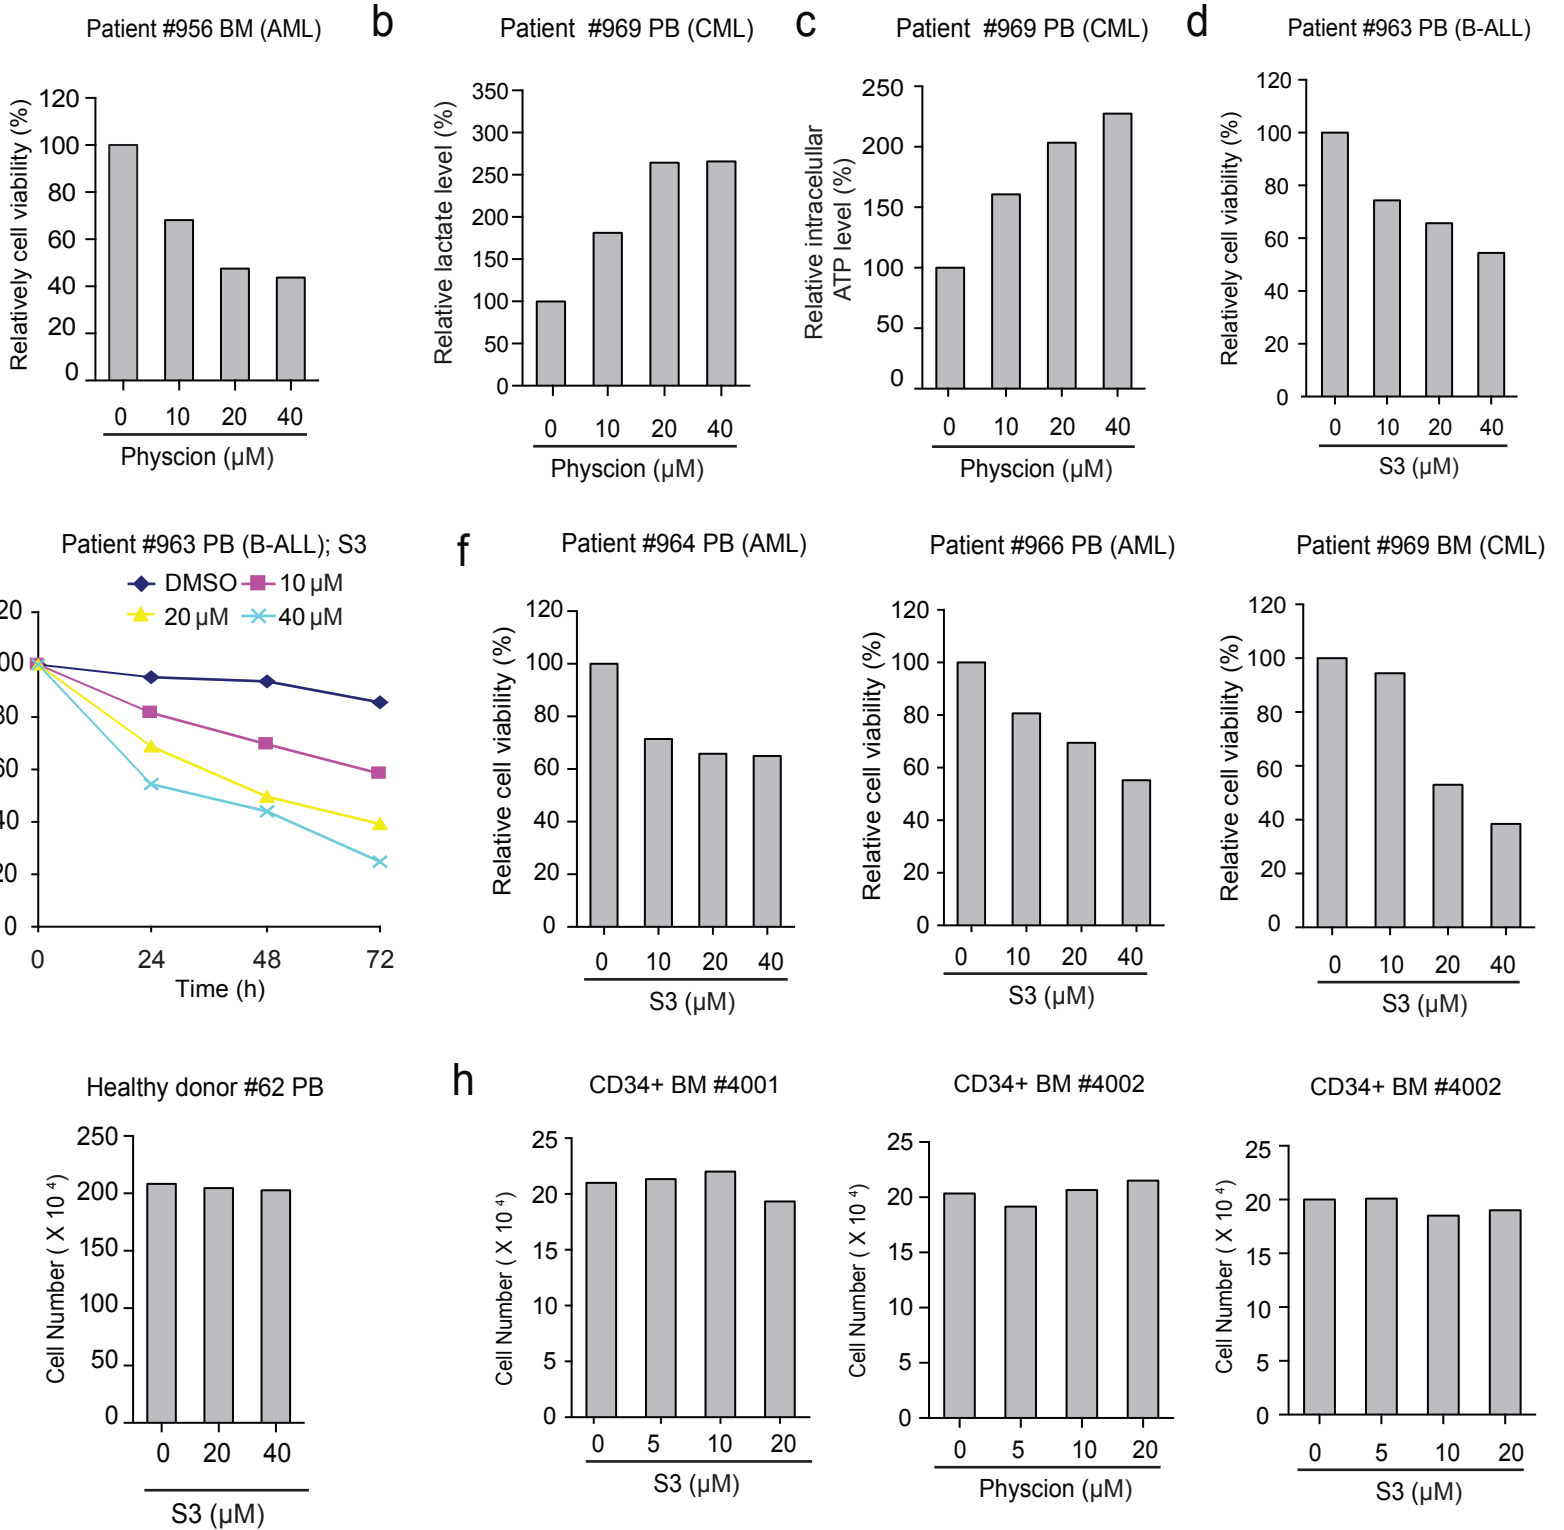 Patient #956 BM (AML)
Relatively cell viability (%)
120
100
80
60
40
20
0
0 10 20 40
Physcion (µM)
b
Patient #969 PB (CML)
Relative lactate level (%)
350
300
250
200
150
100
50
0
0 10 20 40
Physcion (µM)
c
Patient #969 PB (CML)
Relative intracelullar
ATP level (%)
250
200
150
100
50
0
0 10 20 40
Physcion (µM)
d
Patient #963 PB (B-ALL)
Relatively cell viability (%)
120
100
80
60
40
20
0
0 10 20 40
S3 (µM)
Patient #963 PB (B-ALL); S3
DMSO 10 µM
20 µM 40 µM
20
00
80
60
40
20
0
0 24 48 72
Time (h)
f
Patient #964 PB (AML)
Relative cell viability (%)
120
100
80
60
40
20
0
0 10 20 40
S3 (µM)
Patient #966 PB (AML)
Relative cell viability (%)
120
100
80
60
40
20
0
0 10 20 40
S3 (µM)
Patient #969 BM (CML)
Relative cell viability (%)
120
100
80
60
40
20
0
0 10 20 40
S3 (µM)
Healthy donor #62 PB
Cell Number ( X 10 4)
250
200
150
100
50
0
0 20 40
S3 (µM)
h
CD34+ BM #4001
Cell Number ( X 10 4)
25
20
15
10
5
0
0 5 10 20
S3 (µM)
CD34+ BM #4002
Cell Number ( X 10 4)
25
20
15
10
5
0
0 5 10 20
Physcion (µM)
CD34+ BM #4002
Cell Number ( X 10 4)
25
20
15
10
5
0
0 5 10 20
S3 (µM)